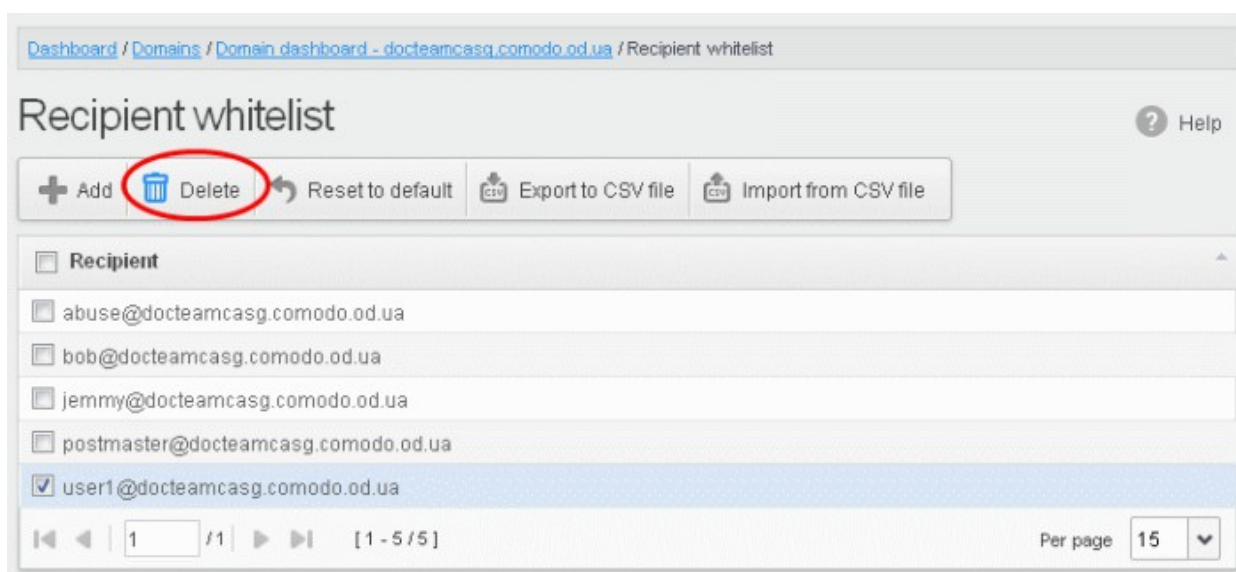 Dashboard / Domains / Domain dashboard - docteamcasg.comodo.od.ua / Recipient whitelist
Recipient whitelist
Help
Add Delete Reset to default Export to CSV file Import from CSV file
Recipient
abuse@docteamcasg.comodo.od.ua
bob@docteamcasg.comodo.od.ua
jemmy@docteamcasg.comodo.od.ua
postmaster@docteamcasg.comodo.od.ua
user1@docteamcasg.comodo.od.ua
1 /1 [1 - 5 / 5] Per page 15